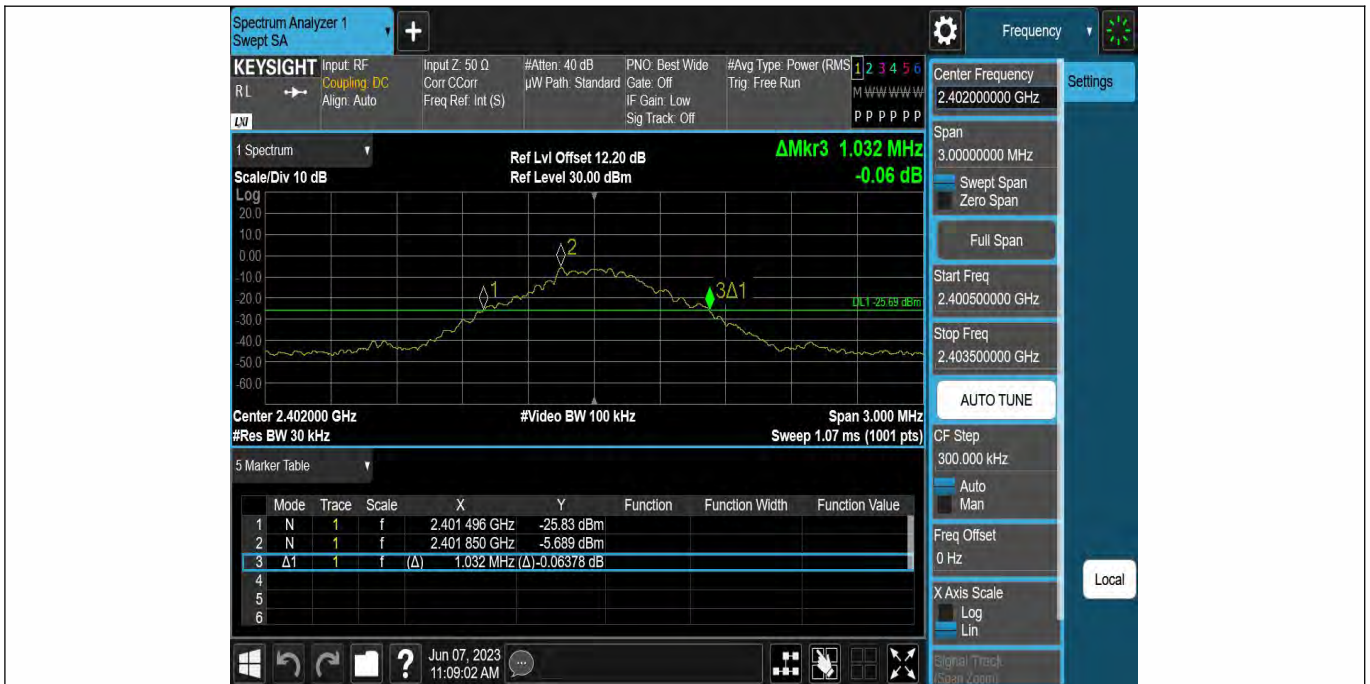 Spectrum Analyzer 1
Swept SA
Frequency
KEYSIGHT
RL
LXI
Input: RF
Coupling: DC
Align: Auto
Input Z: 50 Ω
Corr CCorr
Freq Ref: Int (S)
#Atten: 40 dB
µW Path: Standard
PNO: Best Wide
Gate: Off
IF Gain: Low
Sig Track: Off
#Avg Type: Power (RMS
Trig: Free Run
1 2 3 4 5 6
M W W W W W
P P P P P P
1 Spectrum
Scale/Div 10 dB
Ref Lvl Offset 12.20 dB
Ref Level 30.00 dBm
ΔMkr3 1.032 MHz
-0.06 dB
Log
20.0
10.0
0.00
-10.0
-20.0
-30.0
-40.0
-50.0
-60.0
1
2
3Δ1
DL1 -25.69 dBm
Center 2.402000 GHz
#Video BW 100 kHz
Span 3.000 MHz
#Res BW 30 kHz
Sweep 1.07 ms (1001 pts)
5 Marker Table
Mode Trace Scale X Y Function Function Width Function Value
1 N 1 f 2.401 496 GHz -25.83 dBm
2 N 1 f 2.401 850 GHz -5.689 dBm
3 Δ1 1 f (Δ) 1.032 MHz (Δ) -0.06378 dB
4
5
6
Jun 07, 2023
11:09:02 AM
?
Center Frequency
2.402000000 GHz
Settings
Span
3.00000000 MHz
Swept Span
Zero Span
Full Span
Start Freq
2.400500000 GHz
Stop Freq
2.403500000 GHz
AUTO TUNE
CF Step
300.000 kHz
Auto
Man
Freq Offset
0 Hz
X Axis Scale
Log
Lin
Signal Track
(Span Zoom)
Local